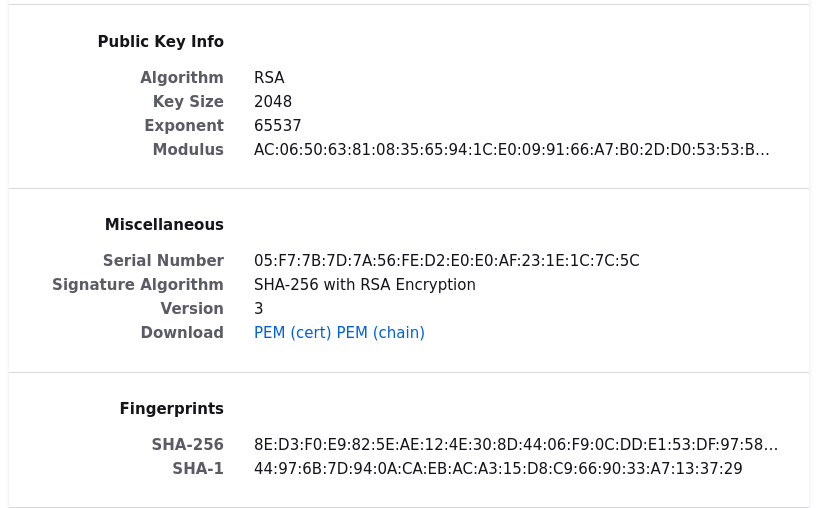 Public Key Info
Algorithm RSA
Key Size 2048
Exponent 65537
Modulus AC:06:50:63:81:08:35:65:94:1C:E0:09:91:66:A7:B0:2D:D0:53:53:B…
Miscellaneous
Serial Number 05:F7:7B:7D:7A:56:FE:D2:E0:E0:AF:23:1E:1C:7C:5C
Signature Algorithm SHA-256 with RSA Encryption
Version 3
Download PEM (cert) PEM (chain)
Fingerprints
SHA-256 8E:D3:F0:E9:82:5E:AE:12:4E:30:8D:44:06:F9:0C:DD:E1:53:DF:97:58…
SHA-1 44:97:6B:7D:94:0A:CA:EB:AC:A3:15:D8:C9:66:90:33:A7:13:37:29